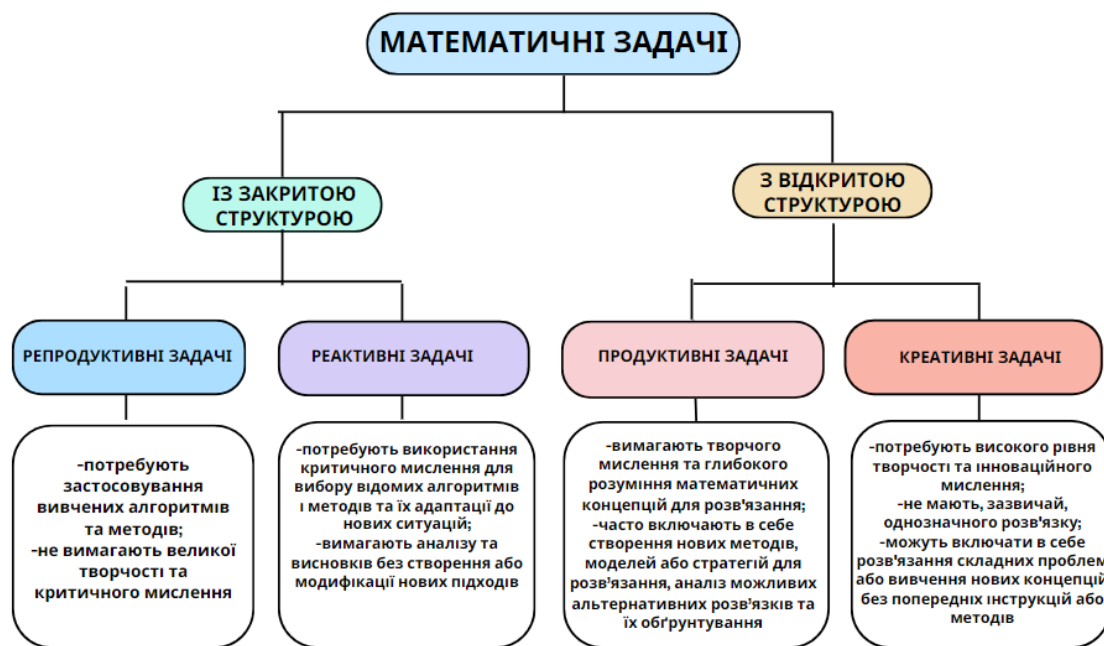 МАТЕМАТИЧНІ ЗАДАЧІ
ІЗ ЗАКРИТОЮ
СТРУКТУРОЮ
З ВІДКРИТОЮ
СТРУКТУРОЮ
РЕПРОДУКТИВНІ ЗАДАЧІ
РЕАКТИВНІ ЗАДАЧІ
ПРОДУКТИВНІ ЗАДАЧІ
КРЕАТИВНІ ЗАДАЧІ
-потребують
застосовування
вивчених алгоритмів
та методів;
-не вимагають великої
творчості та
критичного мислення
-потребують використання
критичного мислення для
вибору відомих алгоритмів
і методів та їх адаптації до
нових ситуацій;
-вимагають аналізу та
висновків без створення або
модифікації нових підходів
-вимагають творчого
мислення та глибокого
розуміння математичних
концепцій для розв'язання;
-часто включають в себе
створення нових методів,
моделей або стратегій для
розв'язання, аналіз можливих
альтернативних розв'язків та
їх обґрунтування
-потребують високого рівня
творчості та інноваційного
мислення;
-не мають, зазвичай,
однозначного розв'язку;
-можуть включати в себе
розв'язання складних проблем
або вивчення нових концепцій
без попередніх інструкцій або
методів